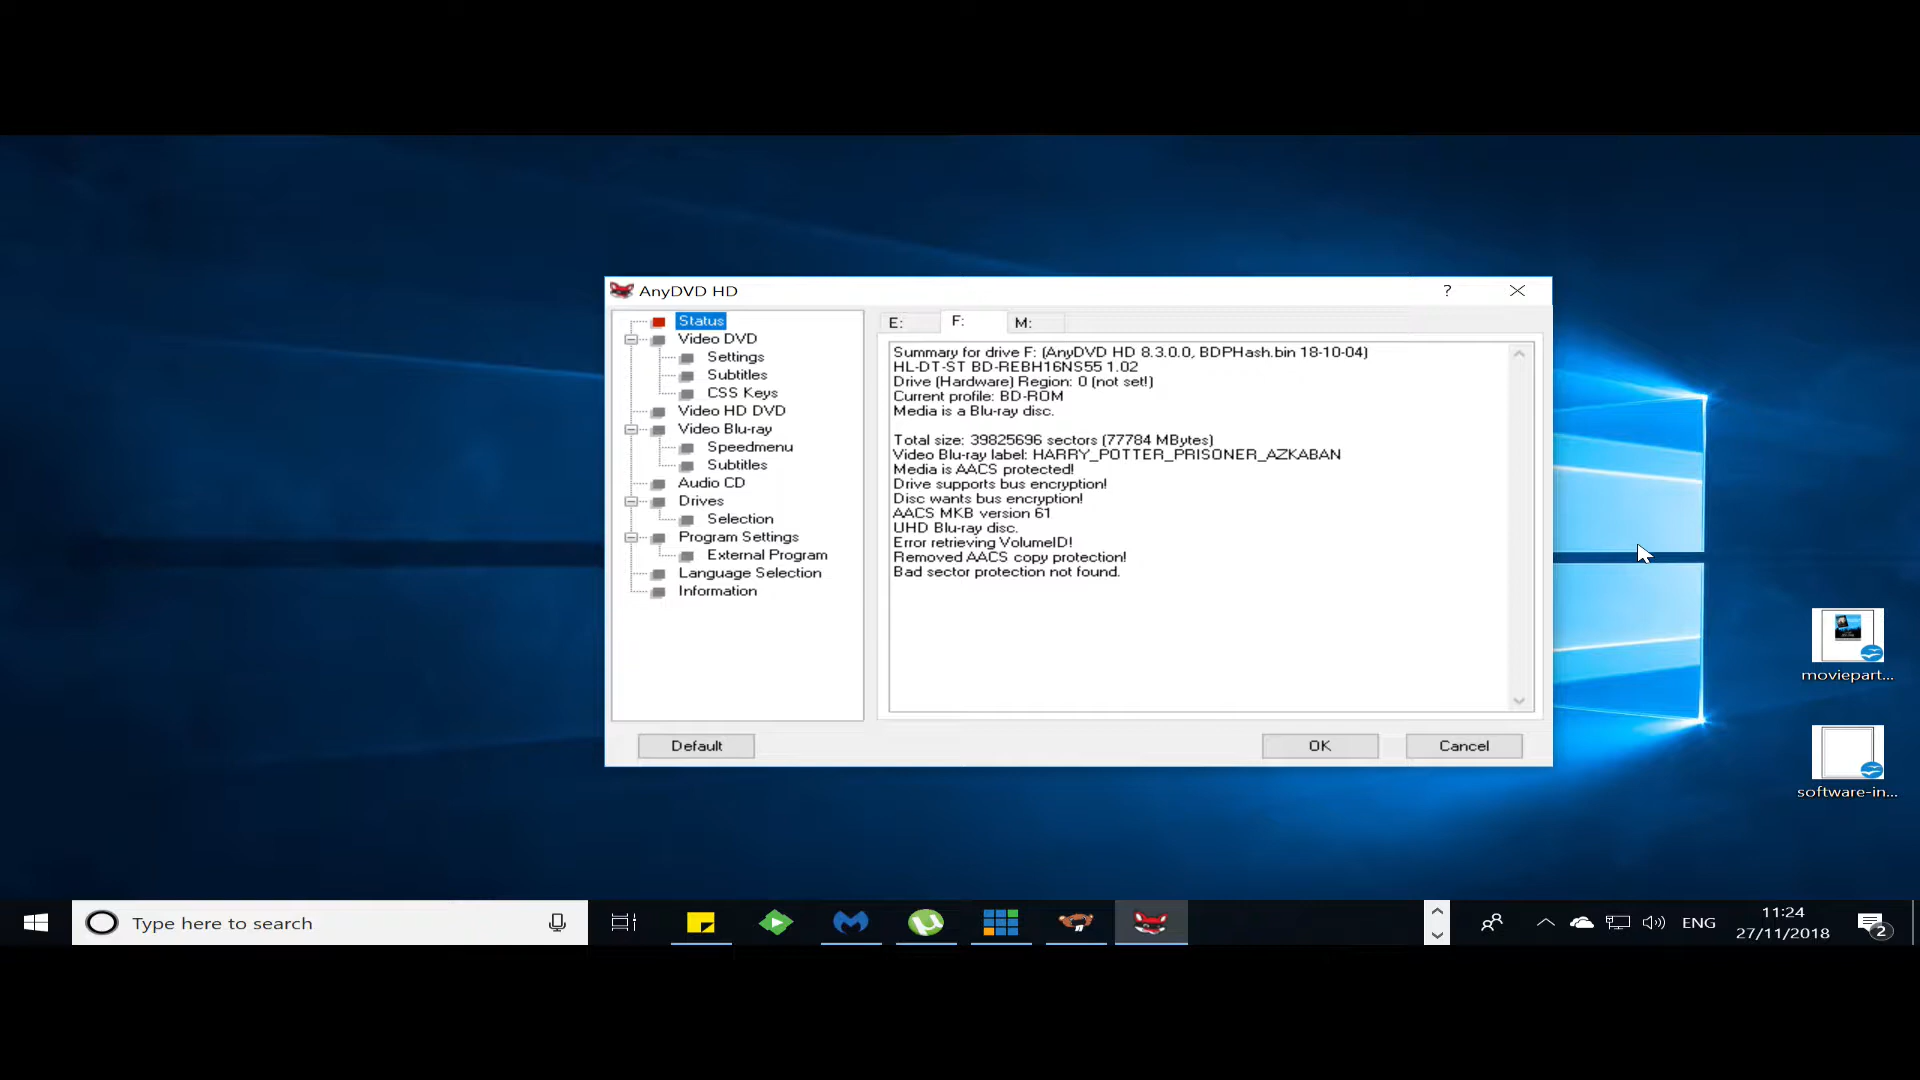 AnyDVD HD
?
Status
Video DVD
Settings
Subtitles
CSS Keys
Video HD DVD
Video Blu-ray
Speedmenu
Subtitles
Audio CD
Drives
Selection
Program Settings
External Program
Language Selection
Information
E:
F:
M:
Summary for drive F: (AnyDVD HD 8.3.0.0, BDPHash.bin 18-10-04)
HL-DT-ST BD-REBH16NS55 1.02
Drive (Hardware) Region: 0 (not set!)
Current profile: BD-ROM
Media is a Blu-ray disc.
Total size: 39825696 sectors (77784 MBytes)
Video Blu-ray label: HARRY_POTTER_PRISONER_AZKABAN
Media is AACS protected!
Drive supports bus encryption!
Disc wants bus encryption!
AACS MKB version 61
UHD Blu-ray disc.
Error retrieving VolumeID!
Removed AACS copy protection!
Bad sector protection not found.
Default
OK
Cancel
moviepart...
software-in...
Type here to search
ENG
11:24
27/11/2018
2